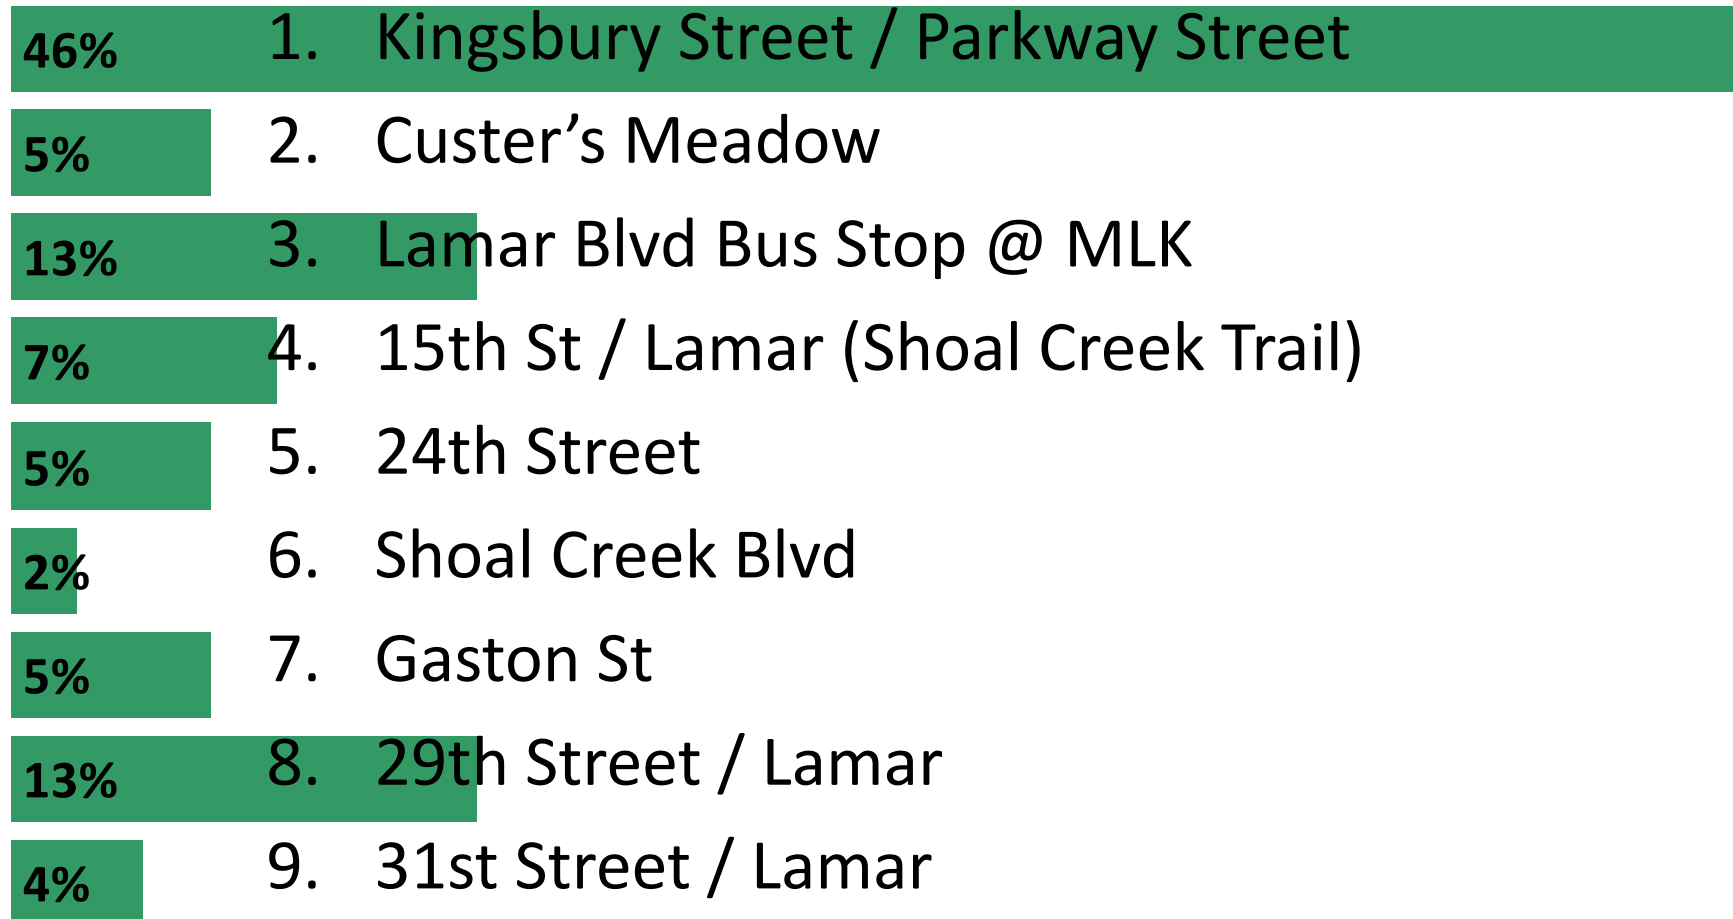 46% 1. Kingsbury Street / Parkway Street
5% 2. Custer’s Meadow
13% 3. Lamar Blvd Bus Stop @ MLK
7% 4. 15th St / Lamar (Shoal Creek Trail)
5% 5. 24th Street
2% 6. Shoal Creek Blvd
5% 7. Gaston St
13% 8. 29th Street / Lamar
4% 9. 31st Street / Lamar